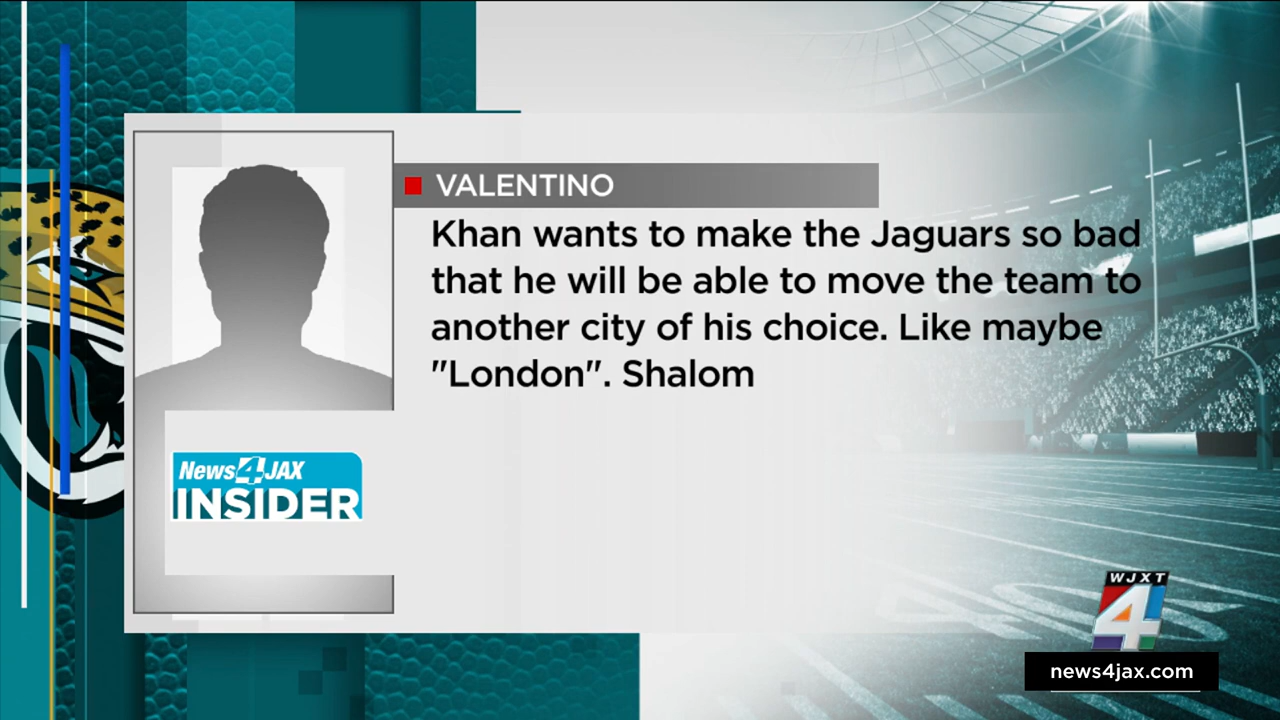 VALENTINO
Khan wants to make the Jaguars so bad
that he will be able to move the team to
another city of his choice. Like maybe
"London". Shalom
News4JAX
INSIDER
WJXT
4
news4jax.com